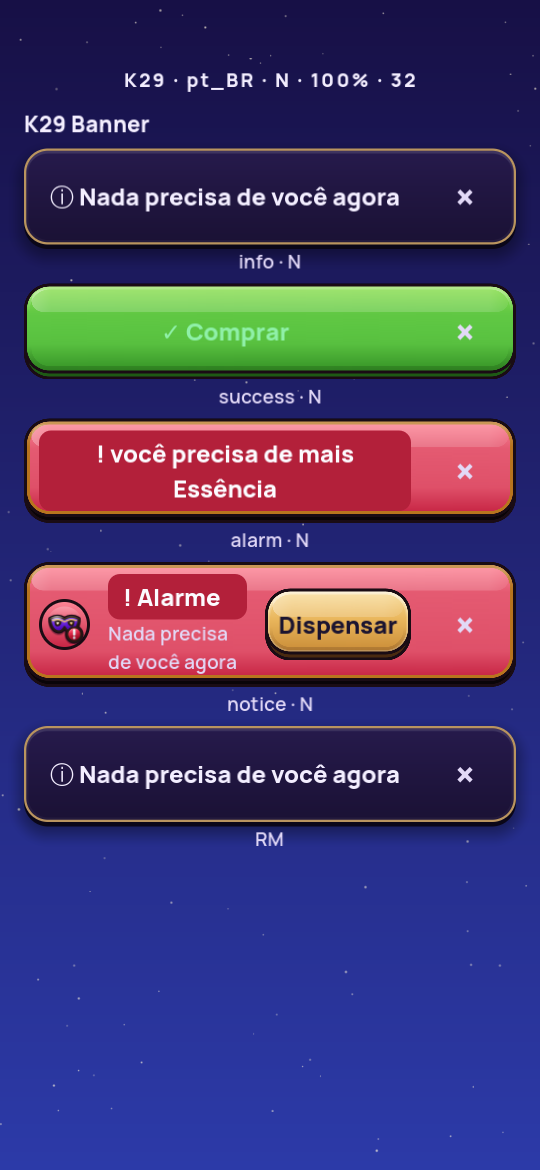 K29 · pt_BR · N · 100% · 32
K29 Banner
ⓘ Nada precisa de você agora ×
info · N
✓ Comprar ×
success · N
! você precisa de mais
Essência ×
alarm · N
! Alarme
Nada precisa
de você agora
Dispensar ×
notice · N
ⓘ Nada precisa de você agora ×
RM